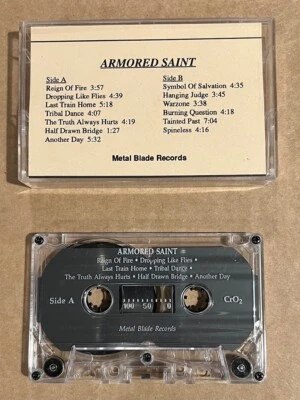 ARMORED SAINT
Side A
Reign Of Fire 3:57
Dropping Like Flies 4:39
Last Train Home 5:18
Tribal Dance 4:07
The Truth Always Hurts 4:19
Half Drawn Bridge 1:27
Another Day 5:32
Side B
Symbol Of Salvation 4:35
Hanging Judge 3:45
Warzone 3:38
Burning Question 4:18
Tainted Past 7:04
Spineless 4:16
Metal Blade Records
ARMORED SAINT
Reign Of Fire • Dropping Like Flies •
Last Train Home • Tribal Dance •
The Truth Always Hurts • Half Drawn Bridge • Another Day
Side A
CrO2
100 50 0
Metal Blade Records